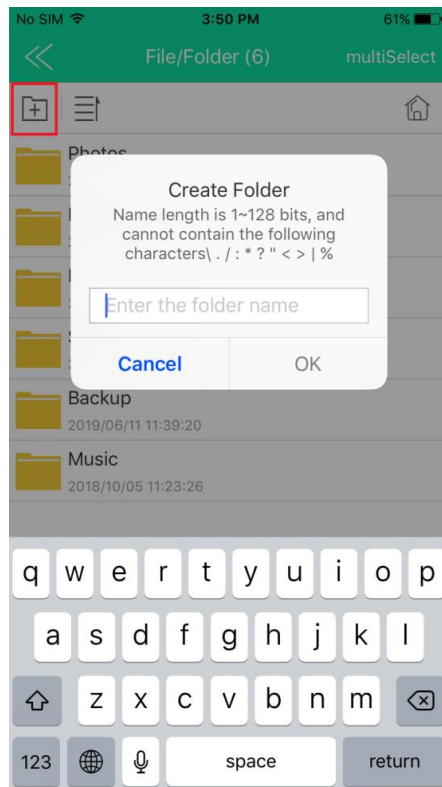 No SIM 3:50 PM 61%
File/Folder (6) multiSelect
Photos
Create Folder
Name length is 1~128 bits, and
cannot contain the following
characters\ . / : * ? " < > | %
Enter the folder name
Cancel OK
Backup
2019/06/11 11:39:20
Music
2018/10/05 11:23:26
q w e r t y u i o p
a s d f g h j k l
z x c v b n m
123 space return